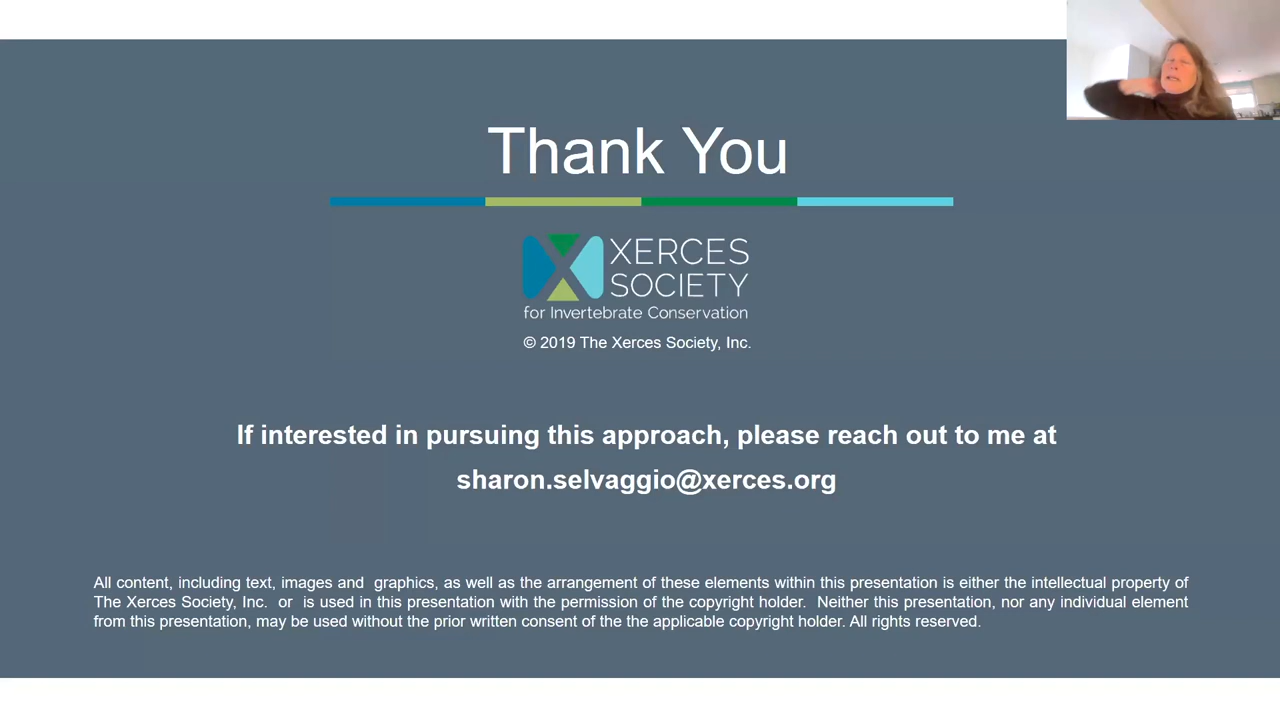 Thank You
XERCES
SOCIETY
for Invertebrate Conservation
© 2019 The Xerces Society, Inc.
If interested in pursuing this approach, please reach out to me at
sharon.selvaggio@xerces.org
All content, including text, images and  graphics, as well as the arrangement of these elements within this presentation is either the intellectual property of
The Xerces Society, Inc.  or  is used in this presentation with the permission of the copyright holder.  Neither this presentation, nor any individual element
from this presentation, may be used without the prior written consent of the the applicable copyright holder. All rights reserved.